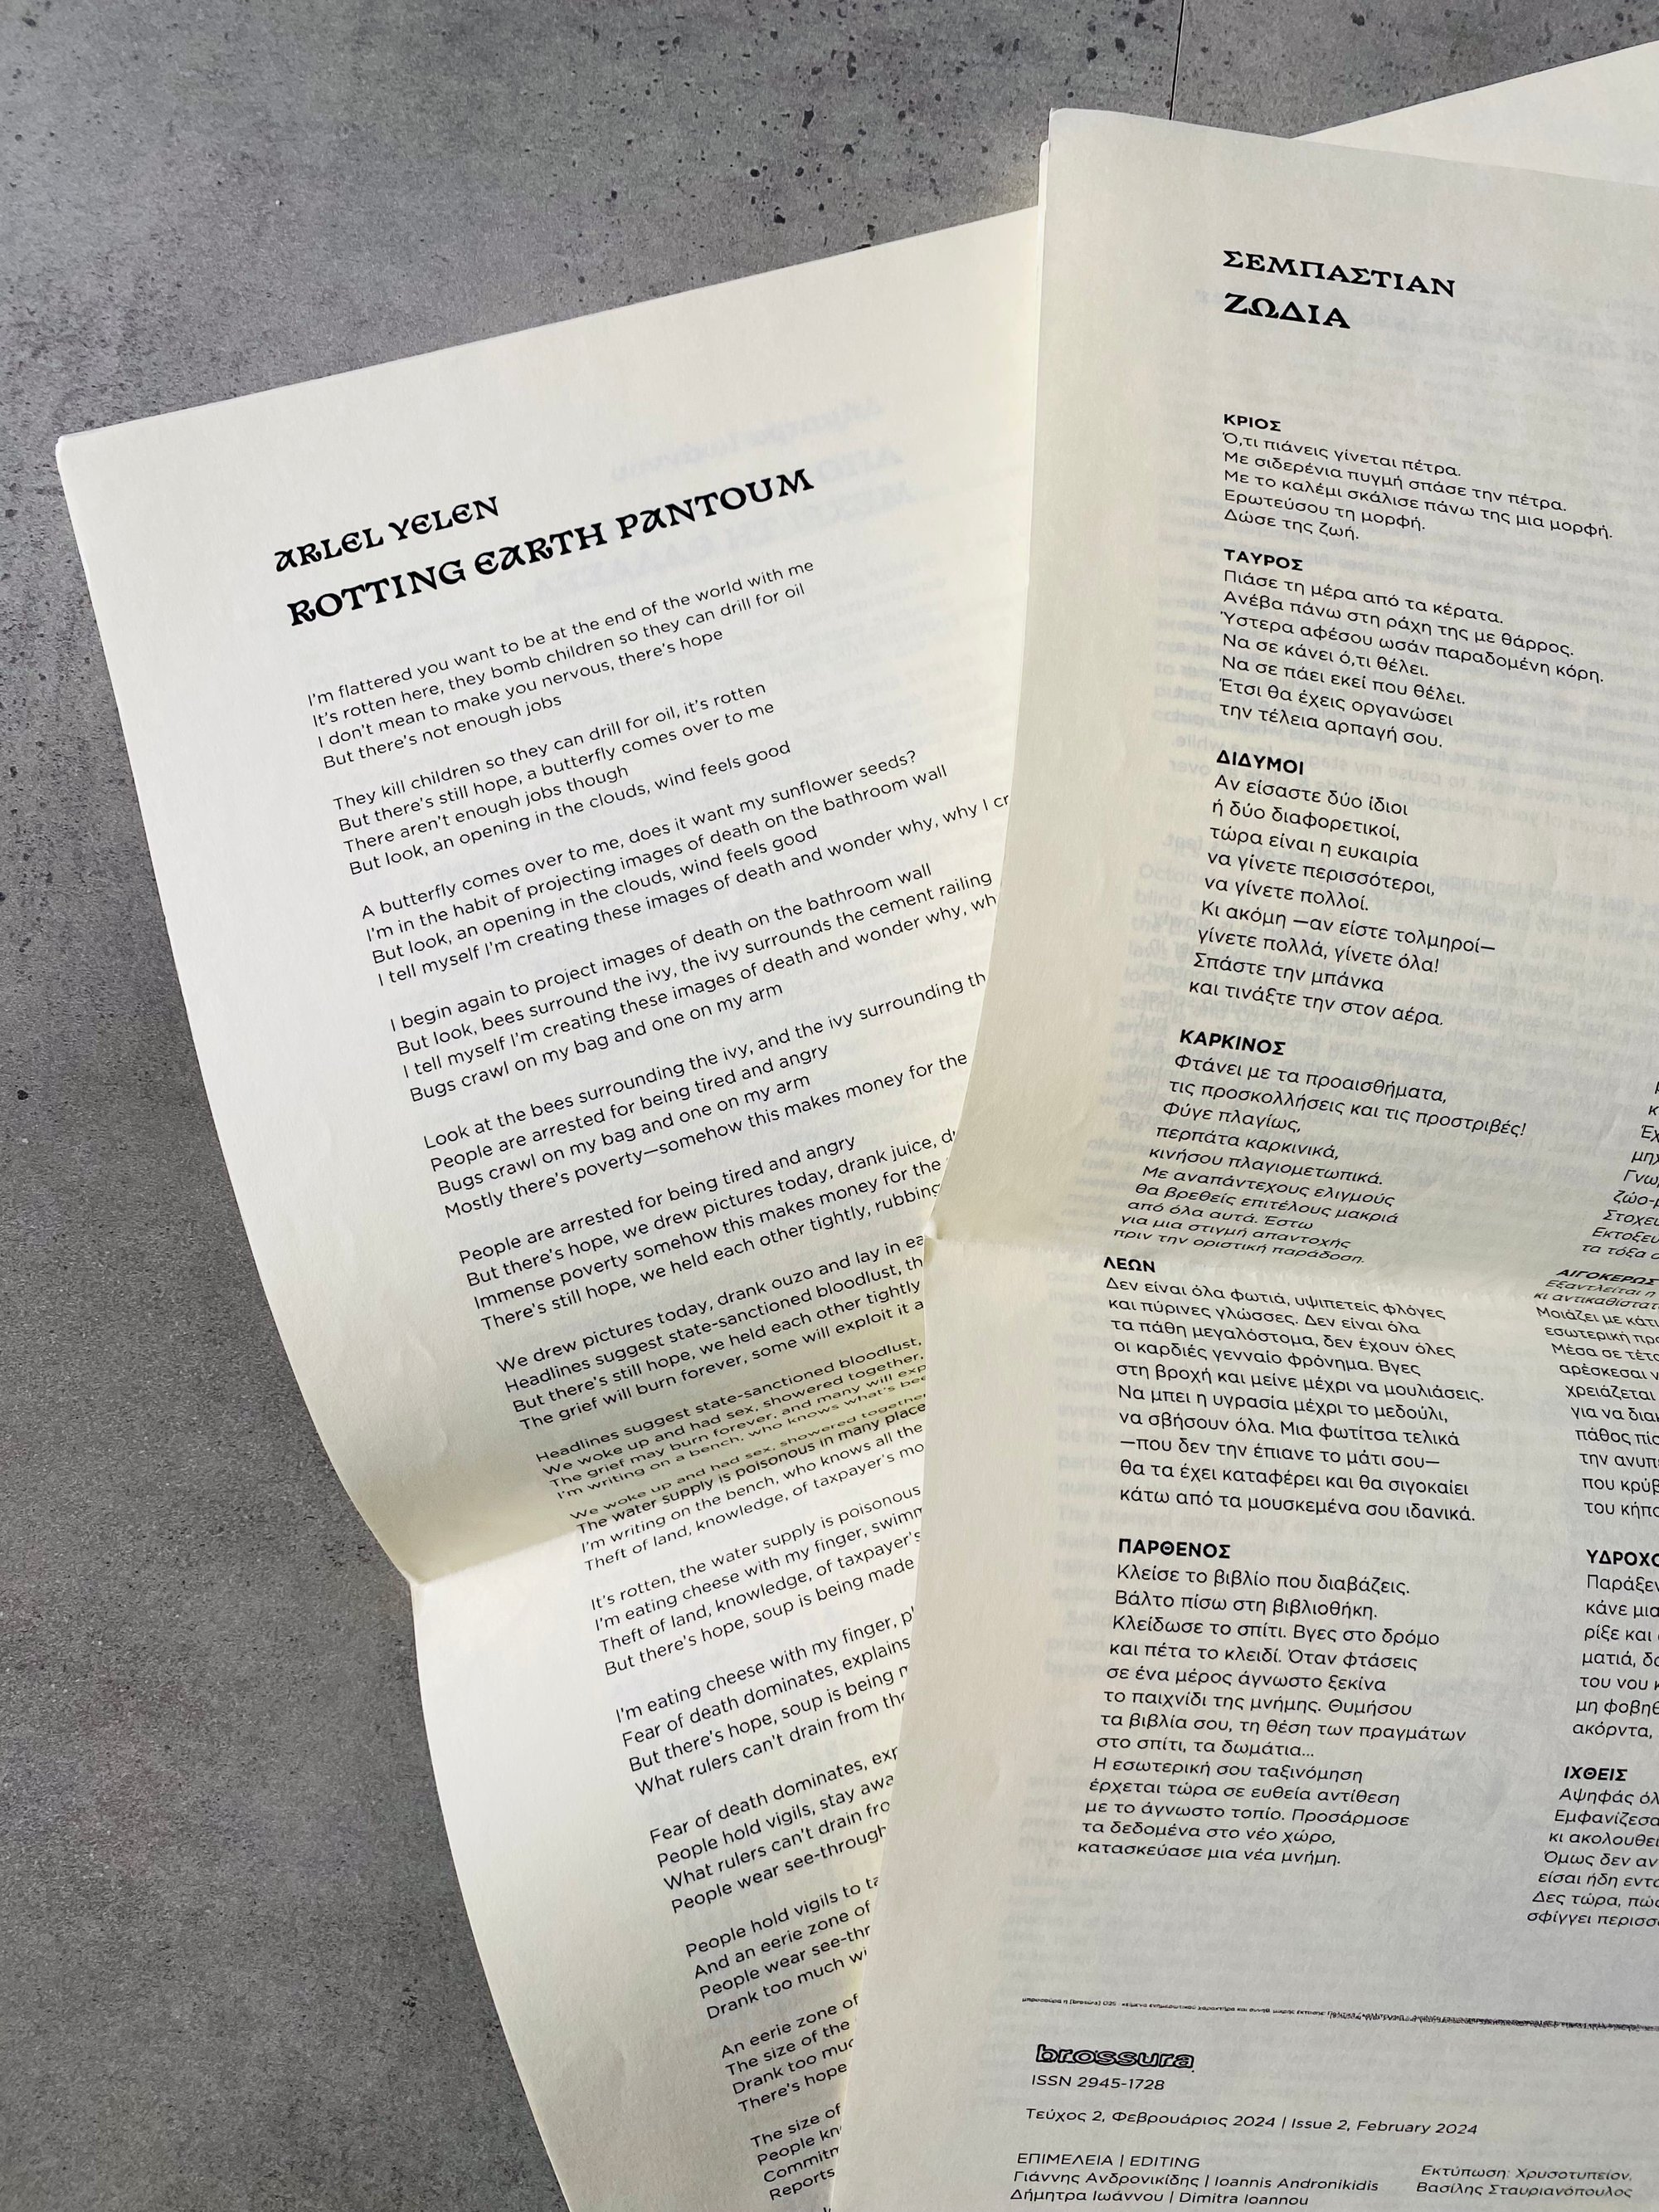 ARLEL YELEN
ROTTING EARTH PANTOUM
I'm flattered you want to be at the end of the world with me
It's rotten here, they bomb children so they can drill for oil
I don't mean to make you nervous, there's hope
But there's not enough jobs
They kill children so they can drill for oil, it's rotten
But there's still hope, a butterfly comes over to me
There aren't enough jobs though
But look, an opening in the clouds, wind feels good
A butterfly comes over to me, does it want my sunflower seeds?
I'm in the habit of projecting images of death on the bathroom wall
But look, an opening in the clouds, wind feels good
I tell myself I'm creating these images of death and wonder why, why I
I begin again to project images of death on the bathroom wall
But look, bees surround the ivy, the ivy surrounds the cement railing
I tell myself I'm creating these images of death and wonder why,
Bugs crawl on my bag and one on my arm
Look at the bees surrounding the ivy, and the ivy surrounding
People are arrested for being tired and angry
Bugs crawl on my bag and one on my arm
Mostly there's poverty—somehow this makes money for the
People are arrested for being tired and angry
But there's hope, we drew pictures today, drank juice,
Immense poverty somehow this makes money for the
There's still hope, we held each other tightly, rubbing
We drew pictures today, drank ouzo and lay in
Headlines suggest state-sanctioned bloodlust,
But there's still hope, we held each other tightly
The grief will burn forever, some will exploit it
Headlines suggest state-sanctioned bloodlust,
We woke up and had sex, showered together,
The grief may burn forever, and many will
I'm writing on a bench, who knows what's
We woke up and had sex, showered together
The water supply is poisonous in many
I'm writing on the bench, who knows all the
Theft of land, knowledge, of taxpayer's
It's rotten, the water supply is poisonous
I'm eating cheese with my finger,
Theft of land, knowledge, of taxpayer's
But there's hope, soup is being made
I'm eating cheese with my finger,
Fear of death dominates, explains
But there's hope, soup is being
What rulers can't drain from
Fear of death dominates,
People hold vigils, stay
What rulers can't drain
People wear see-through
People hold vigils to
And an eerie zone of
People wear
Drank too much
An eerie zone of
The size of the
Drank too
There's hope
The size of
People
Reports
ΣΕΜΠΑΣΤΙΑΝ
ΖΩΔΙΑ
ΚΡΙΟΣ
Ό,τι πιάνεις γίνεται πέτρα.
Με σιδερένια πυγμή σπάσε την πέτρα.
Με το καλέμι σκάλισε πάνω της μια μορφή.
Ερωτεύσου τη μορφή.
Δώσε της ζωή.
ΤΑΥΡΟΣ
Πιάσε τη μέρα από τα κέρατα.
Ανέβα πάνω στη ράχη της με θάρρος.
Ύστερα αφέσου ωσάν παραδομένη κόρη.
Να σε κάνει ό,τι θέλει.
Να σε πάει εκεί που θέλει.
Έτσι θα έχεις οργανώσει
την τέλεια αρπαγή σου.
ΔΙΔΥΜΟΙ
Αν είσαστε δύο ίδιοι
ή δύο διαφορετικοί,
τώρα είναι η ευκαιρία
να γίνετε περισσότεροι,
να γίνετε πολλοί.
Κι ακόμη —αν είστε τολμηροί—
γίνετε πολλά, γίνετε όλα!
Σπάστε την μπάνκα
και τινάξτε την στον αέρα.
ΚΑΡΚΙΝΟΣ
Φτάνει με τα προαισθήματα,
τις προσκολλήσεις και τις προστριβές!
Φύγε πλαγίως,
περπάτα καρκινικά,
κινήσου πλαγιομετωπικά.
Με αναπάντεχους ελιγμούς
θα βρεθείς επιτέλους μακριά
από όλα αυτά. Έστω
για μια στιγμή απαντοχής
πριν την οριστική παράδοση.
ΛΕΩΝ
Δεν είναι όλα φωτιά, υψιπετείς φλόγες
και πύρινες γλώσσες. Δεν είναι όλα
τα πάθη μεγαλόστομα, δεν έχουν όλες
οι καρδιές γενναίο φρόνημα. Βγες
στη βροχή και μείνε μέχρι να μουλιάσεις.
Να μπει η υγρασία μέχρι το μεδούλι,
να σβήσουν όλα. Μια φωτίτσα τελικά
—που δεν την έπιανε το μάτι σου—
θα τα έχει καταφέρει και θα σιγοκαίει
κάτω από τα μουσκεμένα σου ιδανικά.
ΠΑΡΘΕΝΟΣ
Κλείσε το βιβλίο που διαβάζεις.
Βάλτο πίσω στη βιβλιοθήκη.
Κλείδωσε το σπίτι. Βγες στο δρόμο
και πέτα το κλειδί. Όταν φτάσεις
σε ένα μέρος άγνωστο ξεκίνα
το παιχνίδι της μνήμης. Θυμήσου
τα βιβλία σου, τη θέση των πραγμάτων
στο σπίτι, τα δωμάτια...
Η εσωτερική σου ταξινόμηση
έρχεται τώρα σε ευθεία αντίθεση
με το άγνωστο τοπίο. Προσάρμοσε
τα δεδομένα στο νέο χώρο,
κατασκεύασε μια νέα μνήμη.
ΑΙΓΟΚΕΡΩΣ
Εξαντλείται η
Μοιάζει με
Μέσα σε
χρειάζεται
για να
πάθος
την
που
του
Παράξεν
κάνε μια
ρίξε και
ματιά,
του νου
μη
ακόρντα,
ΙΧΘΕΙΣ
Αψηφάς
Εμφανίζεσα
κι ακολουθεί
Όμως δεν
είσαι ήδη
Δες τώρα, πώς
σφίγγει
brossura
ISSN 2945-1728
Τεύχος 2, Φεβρουάριος 2024 | Issue 2, February 2024
ΕΠΙΜΕΛΕΙΑ | EDITING
Γιάννης Ανδρονικίδης | Ioannis Andronikidis
Δήμητρα Ιωάννου | Dimitra Ioannou
Εκτύπωση: Χρυσοτυπείον,
Βασίλης Σταυριανόπουλος